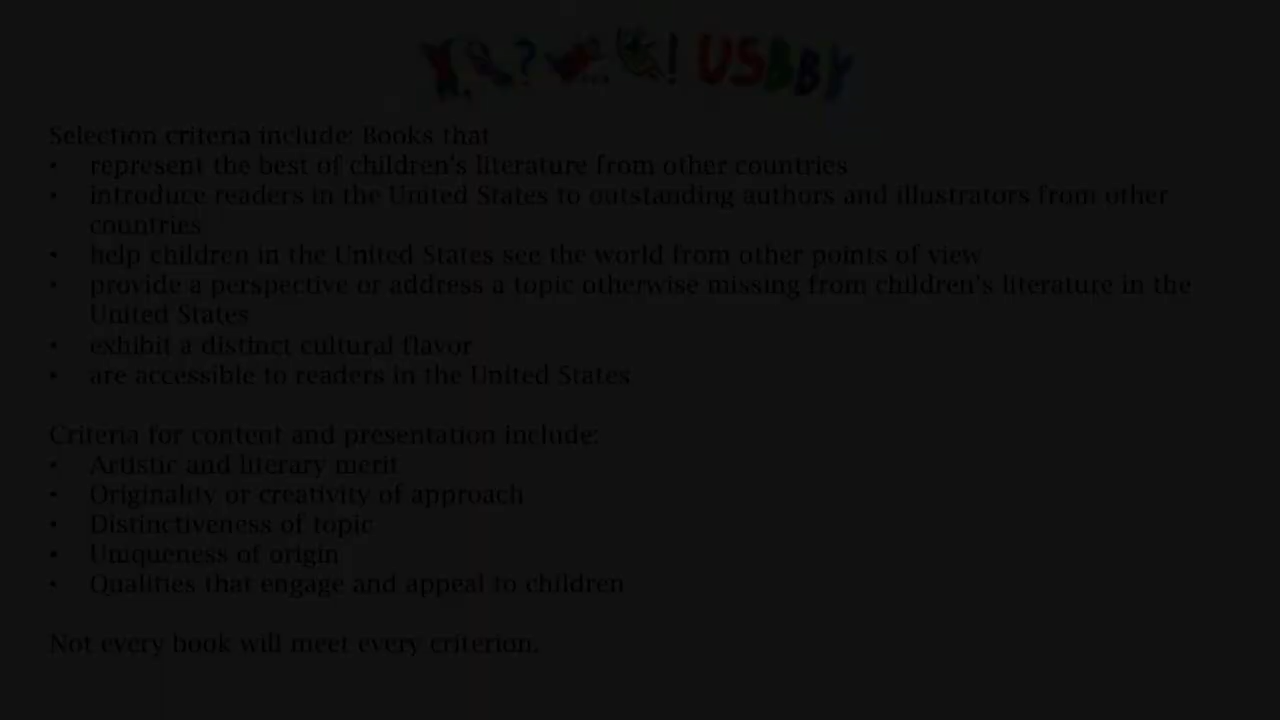 USBBY
Selection criteria include: Books that
• represent the best of children's literature from other countries
• introduce readers in the United States to outstanding authors and illustrators from other
countries
• help children in the United States see the world from other points of view
• provide a perspective or address a topic otherwise missing from children's literature in the
United States
• exhibit a distinct cultural flavor
• are accessible to readers in the United States
Criteria for content and presentation include:
• Artistic and literary merit
• Originality or creativity of approach
• Distinctiveness of topic
• Uniqueness of origin
• Qualities that engage and appeal to children
Not every book will meet every criterion.